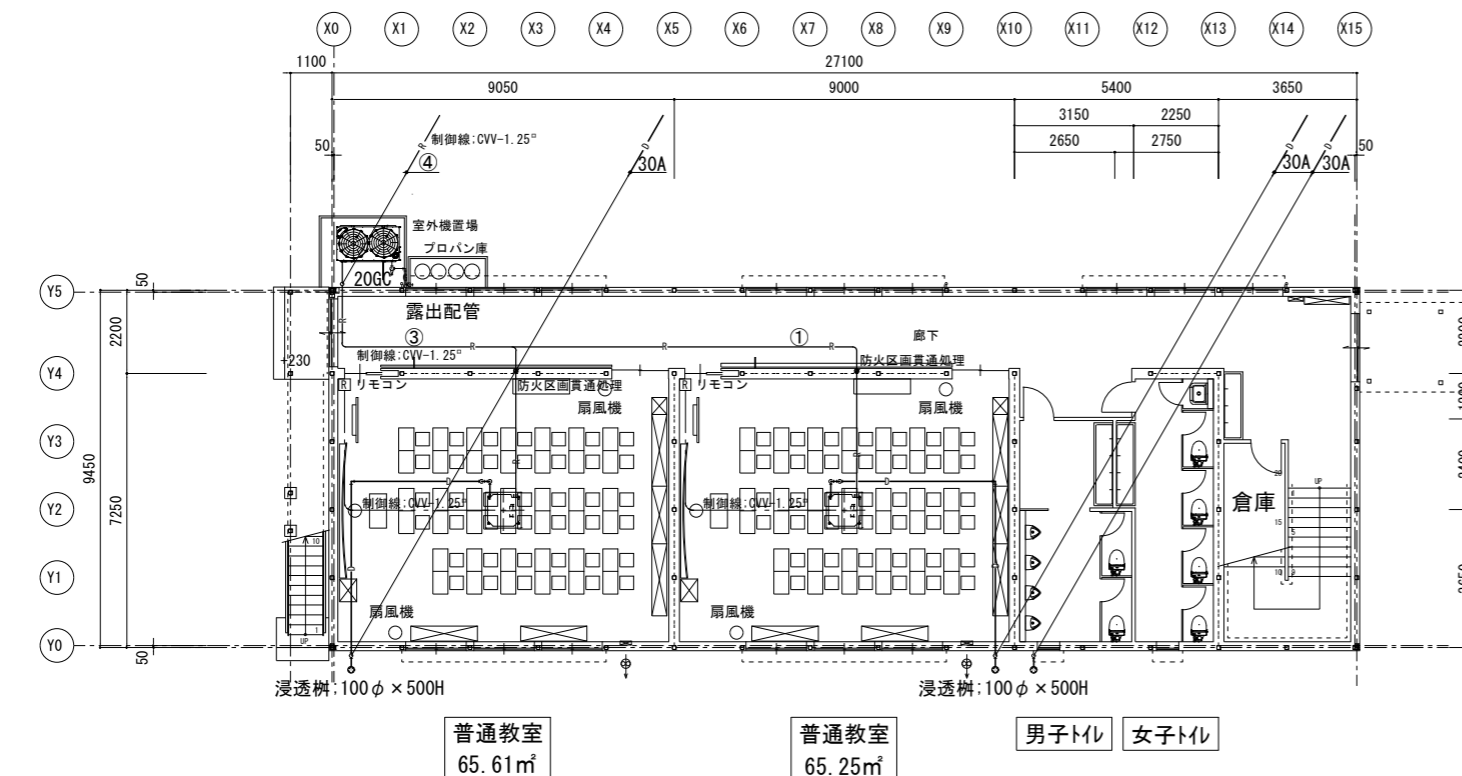 X0 X1 X2 X3 X4 X5 X6 X7 X8 X9 X10 X11 X12 X13 X14 X15
1100 27100
9050 9000 5400 3650
3150 2250
2650 2750
50 50
R 制御線;CVV-1.25□
④
D 30A
D D
30A 30A
室外機置場
プロパン庫
20GC
Y5
50
露出配管
2200
③ ① 廊下
R R R
制御線;CVV-1.25□
防火区画貫通処理
+230
Y4
R リモコン
防火区画貫通処理
R リモコン
扇風機 扇風機
Y3
9450
7250
Y2
D D
制御線;CVV-1.25□ 制御線;CVV-1.25□
倉庫
20
UP
15
5
10
Y1
10
扇風機 扇風機
Y0
UP
1
50
浸透桝;100φ×500H 浸透桝;100φ×500H
普通教室
65.61㎡
普通教室
65.25㎡
男子ﾄｲﾚ 女子ﾄｲﾚ